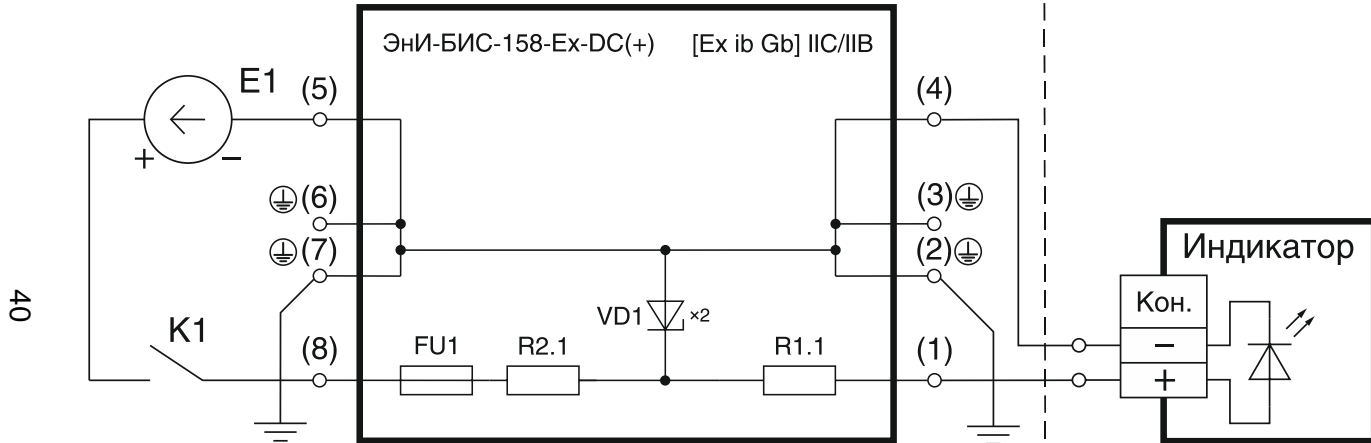 ЭнИ-БИС-158-Ex-DC(+) [Ex ib Gb] IIC/IIB
E1
(5)
(4)
+
−
(6)
(3)
(7)
(2)
Индикатор
40
VD1 ×2
Кон.
K1
(8)
FU1
R2.1
R1.1
(1)
−
+